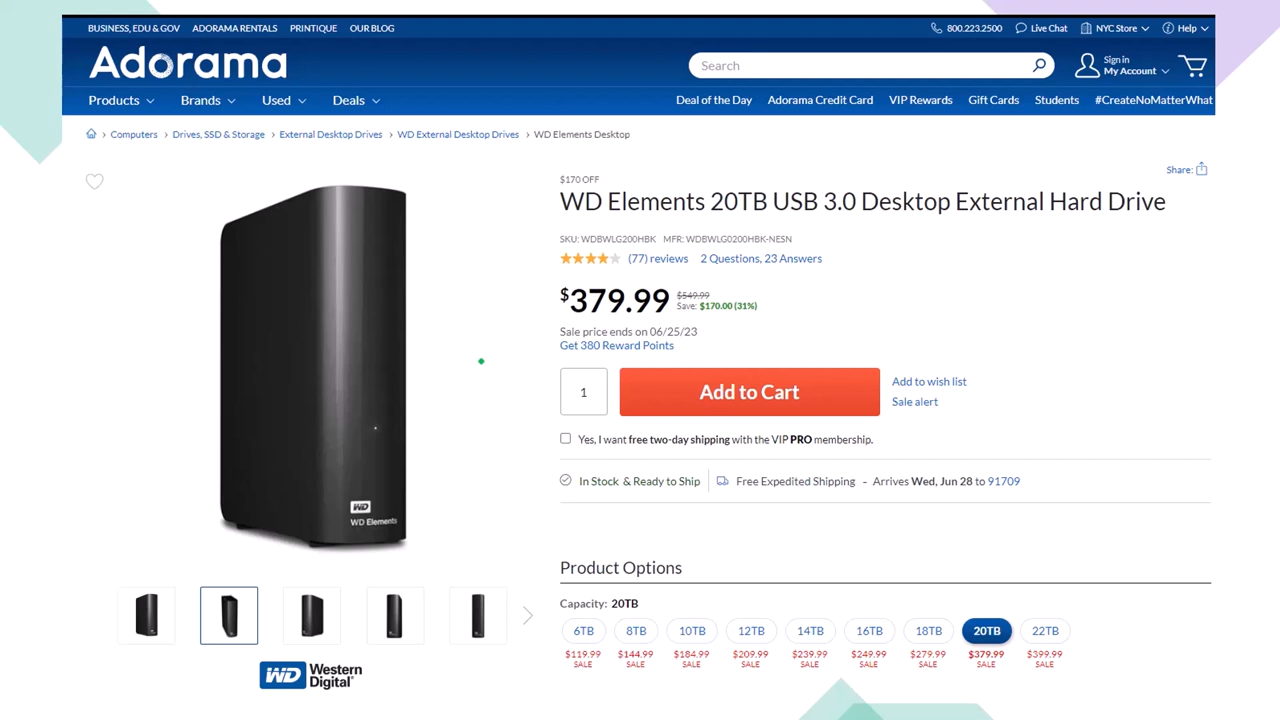 BUSINESS, EDU & GOV ADORAMA RENTALS PRINTIQUE OUR BLOG 800.223.2500 Live Chat NYC Store Help
Adorama Search Sign in
My Account
Products Brands Used Deals Deal of the Day Adorama Credit Card VIP Rewards Gift Cards Students #CreateNoMatterWhat
Computers > Drives, SSD & Storage > External Desktop Drives > WD External Desktop Drives > WD Elements Desktop
Share:
$170 OFF
WD Elements 20TB USB 3.0 Desktop External Hard Drive
SKU: WDBWLG200HBK MFR: WDBWLG0200HBK-NESN
(77) reviews 2 Questions, 23 Answers
$379.99 $549.99
Save: $170.00 (31%)
Sale price ends on 06/25/23
Get 380 Reward Points
1 Add to Cart Add to wish list
Sale alert
Yes, I want free two-day shipping with the VIP PRO membership.
In Stock & Ready to Ship Free Expedited Shipping - Arrives Wed, Jun 28 to 91709
WD
WD Elements
Product Options
Capacity: 20TB
6TB 8TB 10TB 12TB 14TB 16TB 18TB 20TB 22TB
$119.99 $144.99 $184.99 $209.99 $239.99 $249.99 $279.99 $379.99 $399.99
SALE SALE SALE SALE SALE SALE SALE SALE SALE
WD Western
Digital®